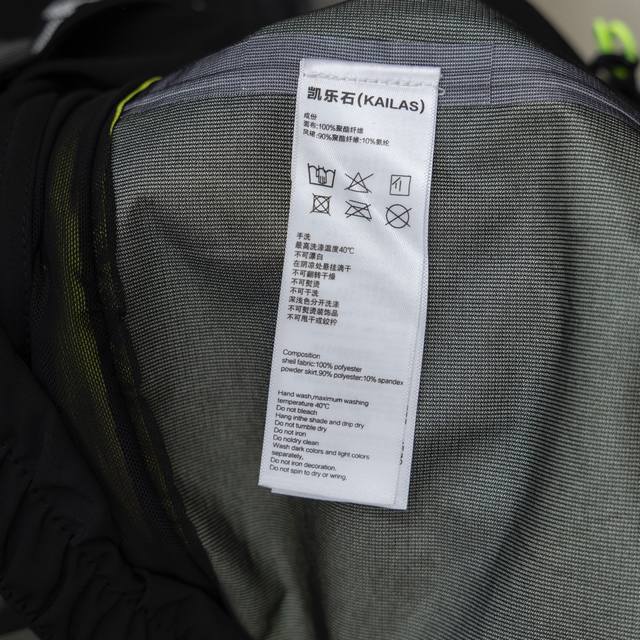 凯乐石(KAILAS)
成份
面布:100%聚酯纤维
风裙:90%聚酯纤维:10%氨纶
手洗
最高洗涤温度40℃
不可漂白
在阴凉处悬挂滴干
不可翻转干燥
不可熨烫
不可干洗
深浅色分开洗涤
不可熨烫装饰品
不可甩干或绞拧
Composition
shell fabric:100% polyester
powder skirt.90% polyester:10% spandex
Hand wash,maximum washing
temperature 40℃
Do not bleach
Hang inthe shade and drip dry
Do not tumble dry
Do not iron
Do noldry clean
Wash dark colors and light colors
separately,
Do not iron decoration.
Do not spin to dry or wring.